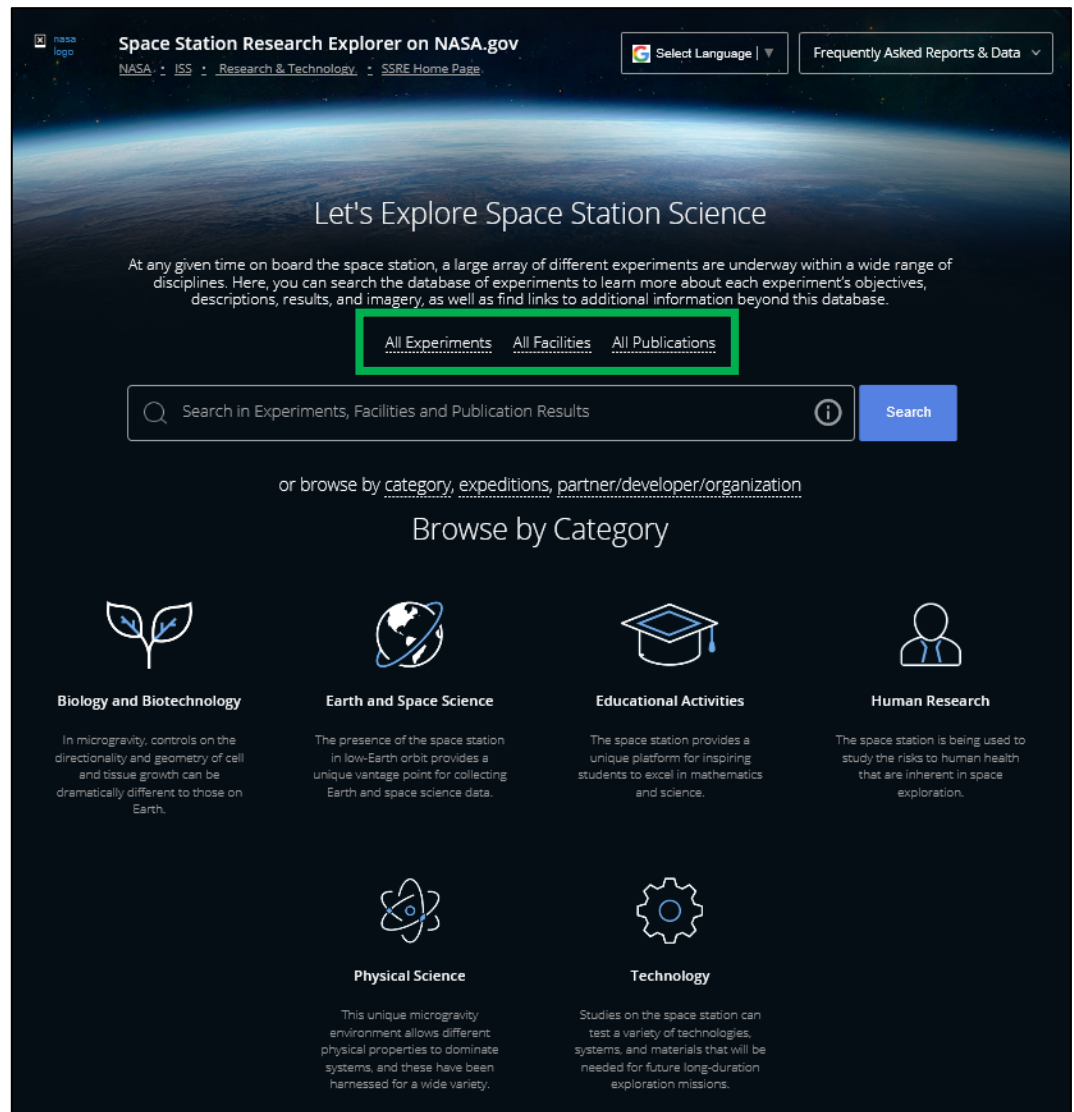 nasa logo
Space Station Research Explorer on NASA.gov
NASA • ISS • Research & Technology • SSRE Home Page
Select Language ▼
Frequently Asked Reports & Data
Let's Explore Space Station Science
At any given time on board the space station, a large array of different experiments are underway within a wide range of
disciplines. Here, you can search the database of experiments to learn more about each experiment's objectives,
descriptions, results, and imagery, as well as find links to additional information beyond this database.
All Experiments All Facilities All Publications
Search in Experiments, Facilities and Publication Results
Search
or browse by category, expeditions, partner/developer/organization
Browse by Category
Biology and Biotechnology
In microgravity, controls on the
directionality and geometry of cell
and tissue growth can be
dramatically different to those on
Earth.
Earth and Space Science
The presence of the space station
in low-Earth orbit provides a
unique vantage point for collecting
Earth and space science data.
Educational Activities
The space station provides a
unique platform for inspiring
students to excel in mathematics
and science.
Human Research
The space station is being used to
study the risks to human health
that are inherent in space
exploration.
Physical Science
This unique microgravity
environment allows different
physical properties to dominate
systems, and these have been
harnessed for a wide variety.
Technology
Studies on the space station can
test a variety of technologies,
systems, and materials that will be
needed for future long-duration
exploration missions.